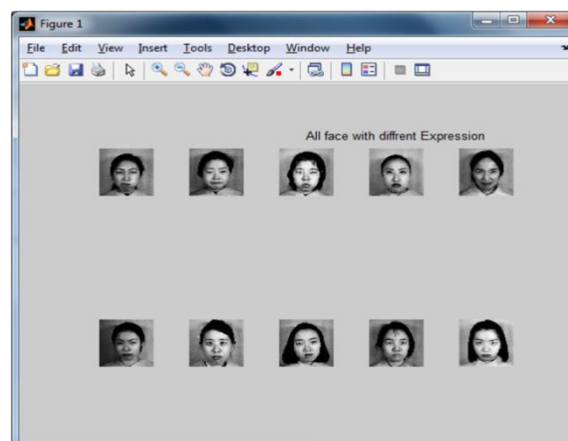 Figure 1
File Edit View Insert Tools Desktop Window Help
All face with diffrent Expression